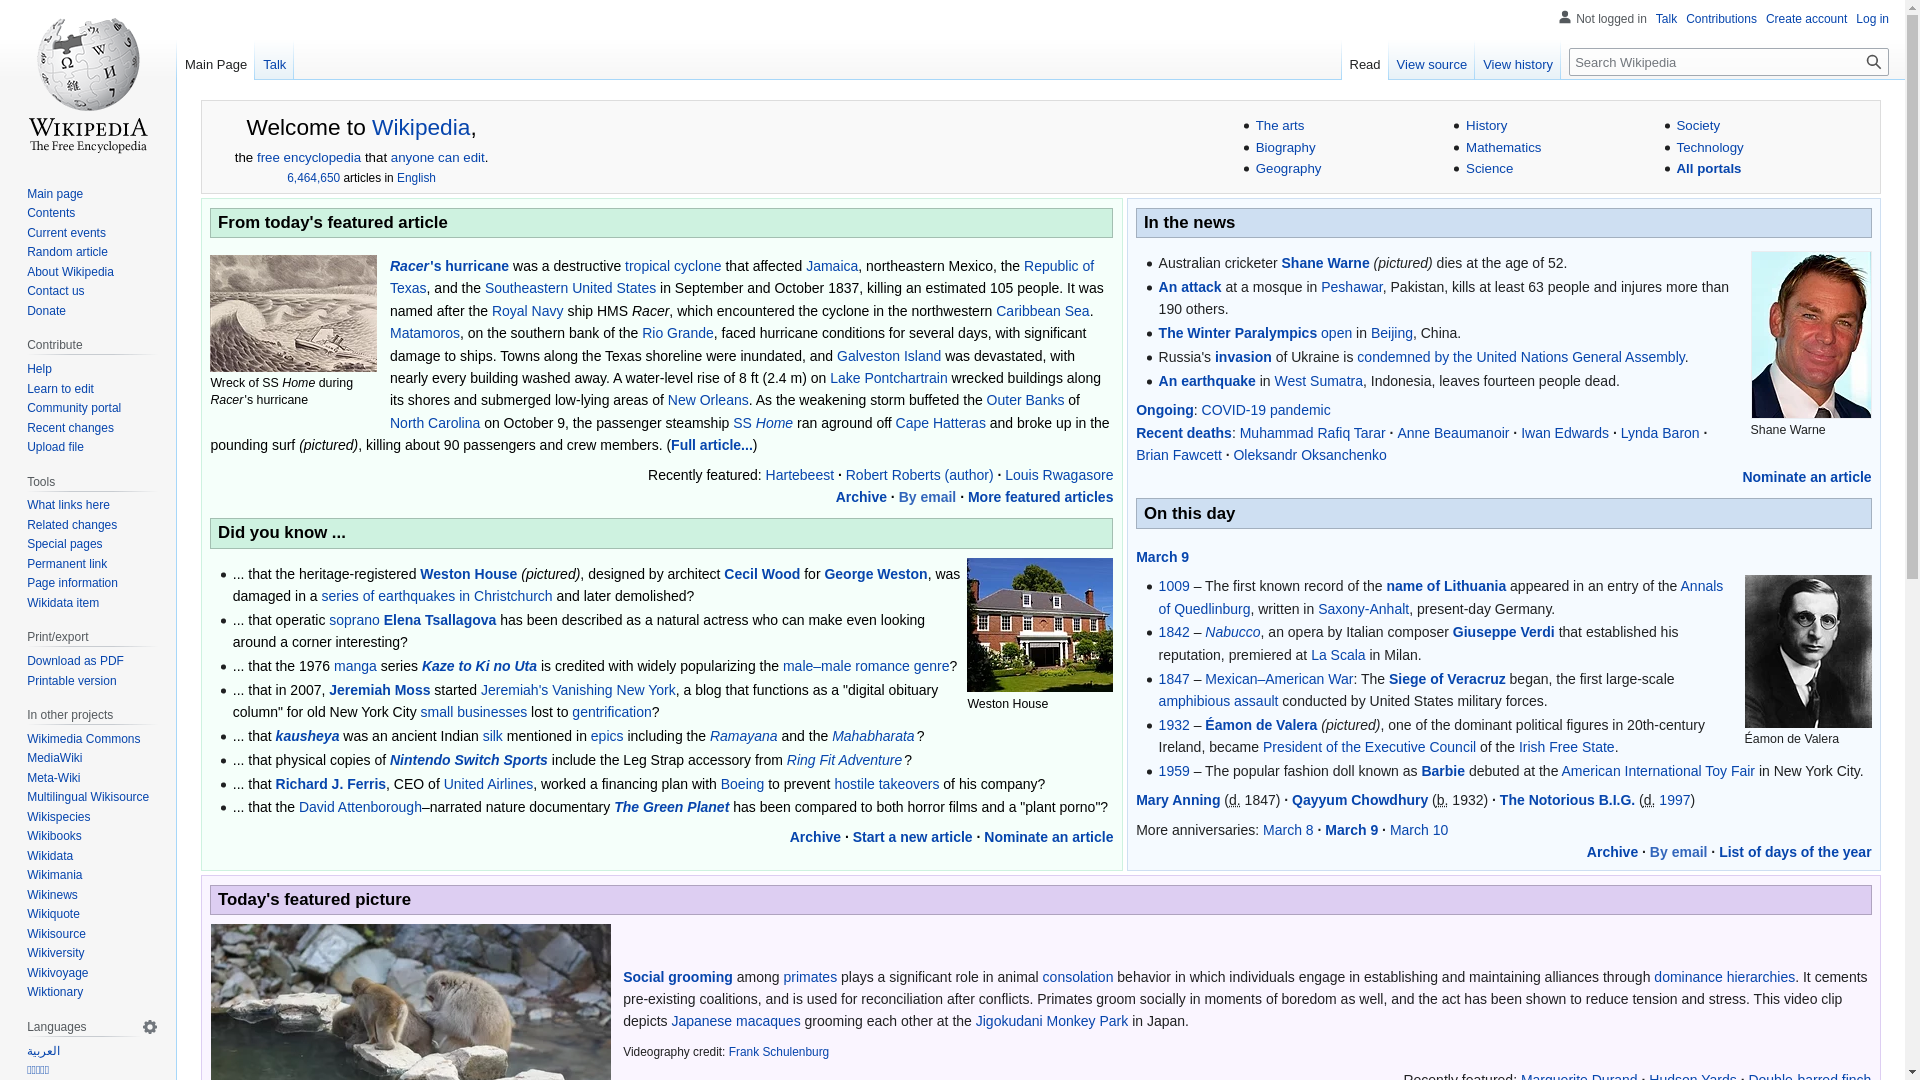 Not logged in Talk Contributions Create account Log in
Main Page Talk
Read View source View history Search Wikipedia
WIKIPEDIA
The Free Encyclopedia
Main page
Contents
Current events
Random article
About Wikipedia
Contact us
Donate
Contribute
Help
Learn to edit
Community portal
Recent changes
Upload file
Tools
What links here
Related changes
Special pages
Permanent link
Page information
Wikidata item
Print/export
Download as PDF
Printable version
In other projects
Wikimedia Commons
MediaWiki
Meta-Wiki
Multilingual Wikisource
Wikispecies
Wikibooks
Wikidata
Wikimania
Wikinews
Wikiquote
Wikisource
Wikiversity
Wikivoyage
Wiktionary
Languages
العربية
Welcome to Wikipedia,
the free encyclopedia that anyone can edit.
6,464,650 articles in English
The arts
Biography
Geography
History
Mathematics
Science
Society
Technology
All portals
From today's featured article
Wreck of SS Home during
Racer's hurricane
Racer's hurricane was a destructive tropical cyclone that affected Jamaica, northeastern Mexico, the Republic of
Texas, and the Southeastern United States in September and October 1837, killing an estimated 105 people. It was
named after the Royal Navy ship HMS Racer, which encountered the cyclone in the northwestern Caribbean Sea.
Matamoros, on the southern bank of the Rio Grande, faced hurricane conditions for several days, with significant
damage to ships. Towns along the Texas shoreline were inundated, and Galveston Island was devastated, with
nearly every building washed away. A water-level rise of 8 ft (2.4 m) on Lake Pontchartrain wrecked buildings along
its shores and submerged low-lying areas of New Orleans. As the weakening storm buffeted the Outer Banks of
North Carolina on October 9, the passenger steamship SS Home ran aground off Cape Hatteras and broke up in the
pounding surf (pictured), killing about 90 passengers and crew members. (Full article...)
Recently featured: Hartebeest · Robert Roberts (author) · Louis Rwagasore
Archive · By email · More featured articles
Did you know ...
... that the heritage-registered Weston House (pictured), designed by architect Cecil Wood for George Weston, was
damaged in a series of earthquakes in Christchurch and later demolished?
... that operatic soprano Elena Tsallagova has been described as a natural actress who can make even looking
around a corner interesting?
... that the 1976 manga series Kaze to Ki no Uta is credited with widely popularizing the male–male romance genre?
... that in 2007, Jeremiah Moss started Jeremiah's Vanishing New York, a blog that functions as a "digital obituary
column" for old New York City small businesses lost to gentrification?
... that kausheya was an ancient Indian silk mentioned in epics including the Ramayana and the Mahabharata?
... that physical copies of Nintendo Switch Sports include the Leg Strap accessory from Ring Fit Adventure?
... that Richard J. Ferris, CEO of United Airlines, worked a financing plan with Boeing to prevent hostile takeovers of his company?
... that the David Attenborough–narrated nature documentary The Green Planet has been compared to both horror films and a "plant porno"?
Weston House
Archive · Start a new article · Nominate an article
In the news
Australian cricketer Shane Warne (pictured) dies at the age of 52.
An attack at a mosque in Peshawar, Pakistan, kills at least 63 people and injures more than
190 others.
The Winter Paralympics open in Beijing, China.
Russia's invasion of Ukraine is condemned by the United Nations General Assembly.
An earthquake in West Sumatra, Indonesia, leaves fourteen people dead.
Shane Warne
Ongoing: COVID-19 pandemic
Recent deaths: Muhammad Rafiq Tarar · Anne Beaumanoir · Iwan Edwards · Lynda Baron ·
Brian Fawcett · Oleksandr Oksanchenko
Nominate an article
On this day
March 9
1009 – The first known record of the name of Lithuania appeared in an entry of the Annals
of Quedlinburg, written in Saxony-Anhalt, present-day Germany.
1842 – Nabucco, an opera by Italian composer Giuseppe Verdi that established his
reputation, premiered at La Scala in Milan.
1847 – Mexican–American War: The Siege of Veracruz began, the first large-scale
amphibious assault conducted by United States military forces.
1932 – Éamon de Valera (pictured), one of the dominant political figures in 20th-century
Ireland, became President of the Executive Council of the Irish Free State.
1959 – The popular fashion doll known as Barbie debuted at the American International Toy Fair in New York City.
Éamon de Valera
Mary Anning (d. 1847) · Qayyum Chowdhury (b. 1932) · The Notorious B.I.G. (d. 1997)
More anniversaries: March 8 · March 9 · March 10
Archive · By email · List of days of the year
Today's featured picture
Social grooming among primates plays a significant role in animal consolation behavior in which individuals engage in establishing and maintaining alliances through dominance hierarchies. It cements
pre-existing coalitions, and is used for reconciliation after conflicts. Primates groom socially in moments of boredom as well, and the act has been shown to reduce tension and stress. This video clip
depicts Japanese macaques grooming each other at the Jigokudani Monkey Park in Japan.
Videography credit: Frank Schulenburg
Recently featured: Marguerite Durand · Hudson Yards · Double-barred finch